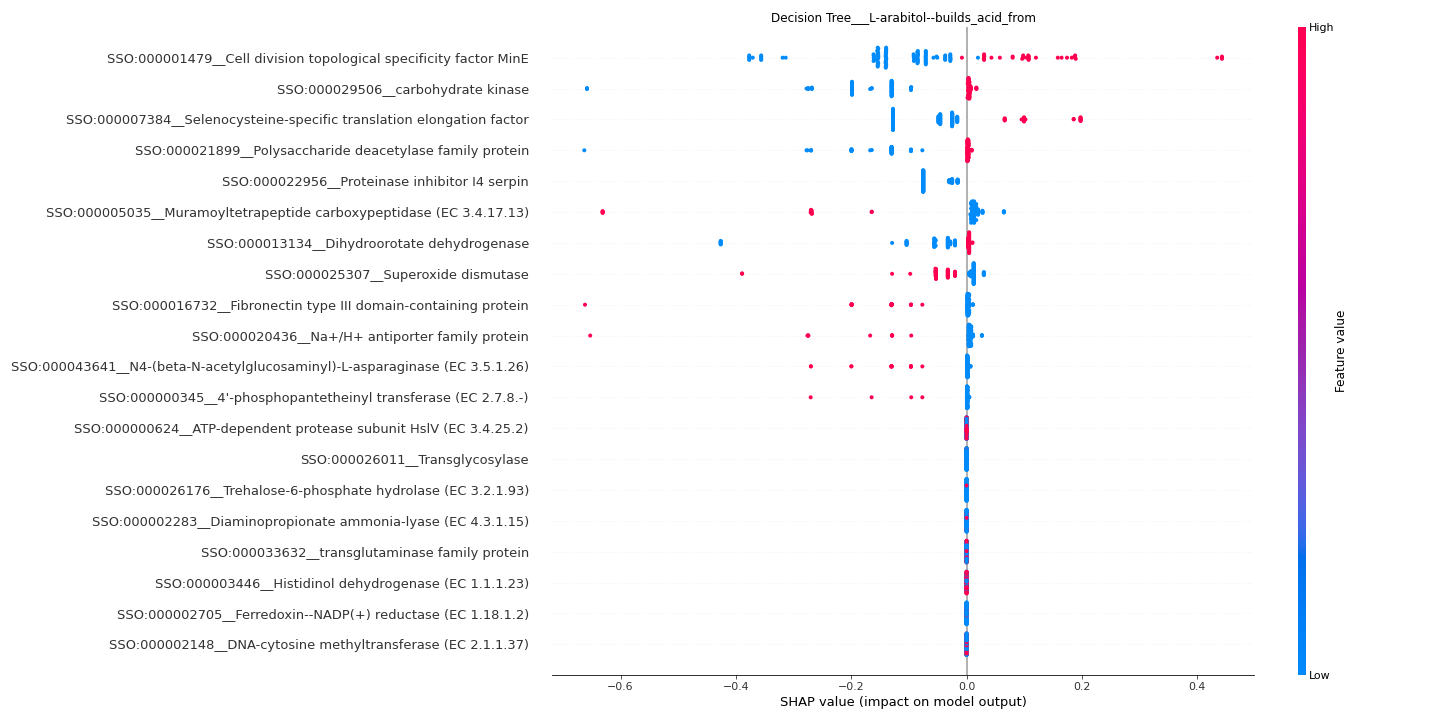 Decision Tree___L-arabitol--builds_acid_from
High
SSO:000001479__Cell division topological specificity factor MinE
SSO:000029506__carbohydrate kinase
SSO:000007384__Selenocysteine-specific translation elongation factor
SSO:000021899__Polysaccharide deacetylase family protein
SSO:000022956__Proteinase inhibitor I4 serpin
SSO:000005035__Muramoyltetrapeptide carboxypeptidase (EC 3.4.17.13)
SSO:000013134__Dihydroorotate dehydrogenase
SSO:000025307__Superoxide dismutase
SSO:000016732__Fibronectin type III domain-containing protein
SSO:000020436__Na+/H+ antiporter family protein
SSO:000043641__N4-(beta-N-acetylglucosaminyl)-L-asparaginase (EC 3.5.1.26)
SSO:000000345__4'-phosphopantetheinyl transferase (EC 2.7.8.-)
SSO:000000624__ATP-dependent protease subunit HslV (EC 3.4.25.2)
SSO:000026011__Transglycosylase
SSO:000026176__Trehalose-6-phosphate hydrolase (EC 3.2.1.93)
SSO:000002283__Diaminopropionate ammonia-lyase (EC 4.3.1.15)
SSO:000033632__transglutaminase family protein
SSO:000003446__Histidinol dehydrogenase (EC 1.1.1.23)
SSO:000002705__Ferredoxin--NADP(+) reductase (EC 1.18.1.2)
SSO:000002148__DNA-cytosine methyltransferase (EC 2.1.1.37)
Feature value
Low
−0.6 −0.4 −0.2 0.0 0.2 0.4
SHAP value (impact on model output)